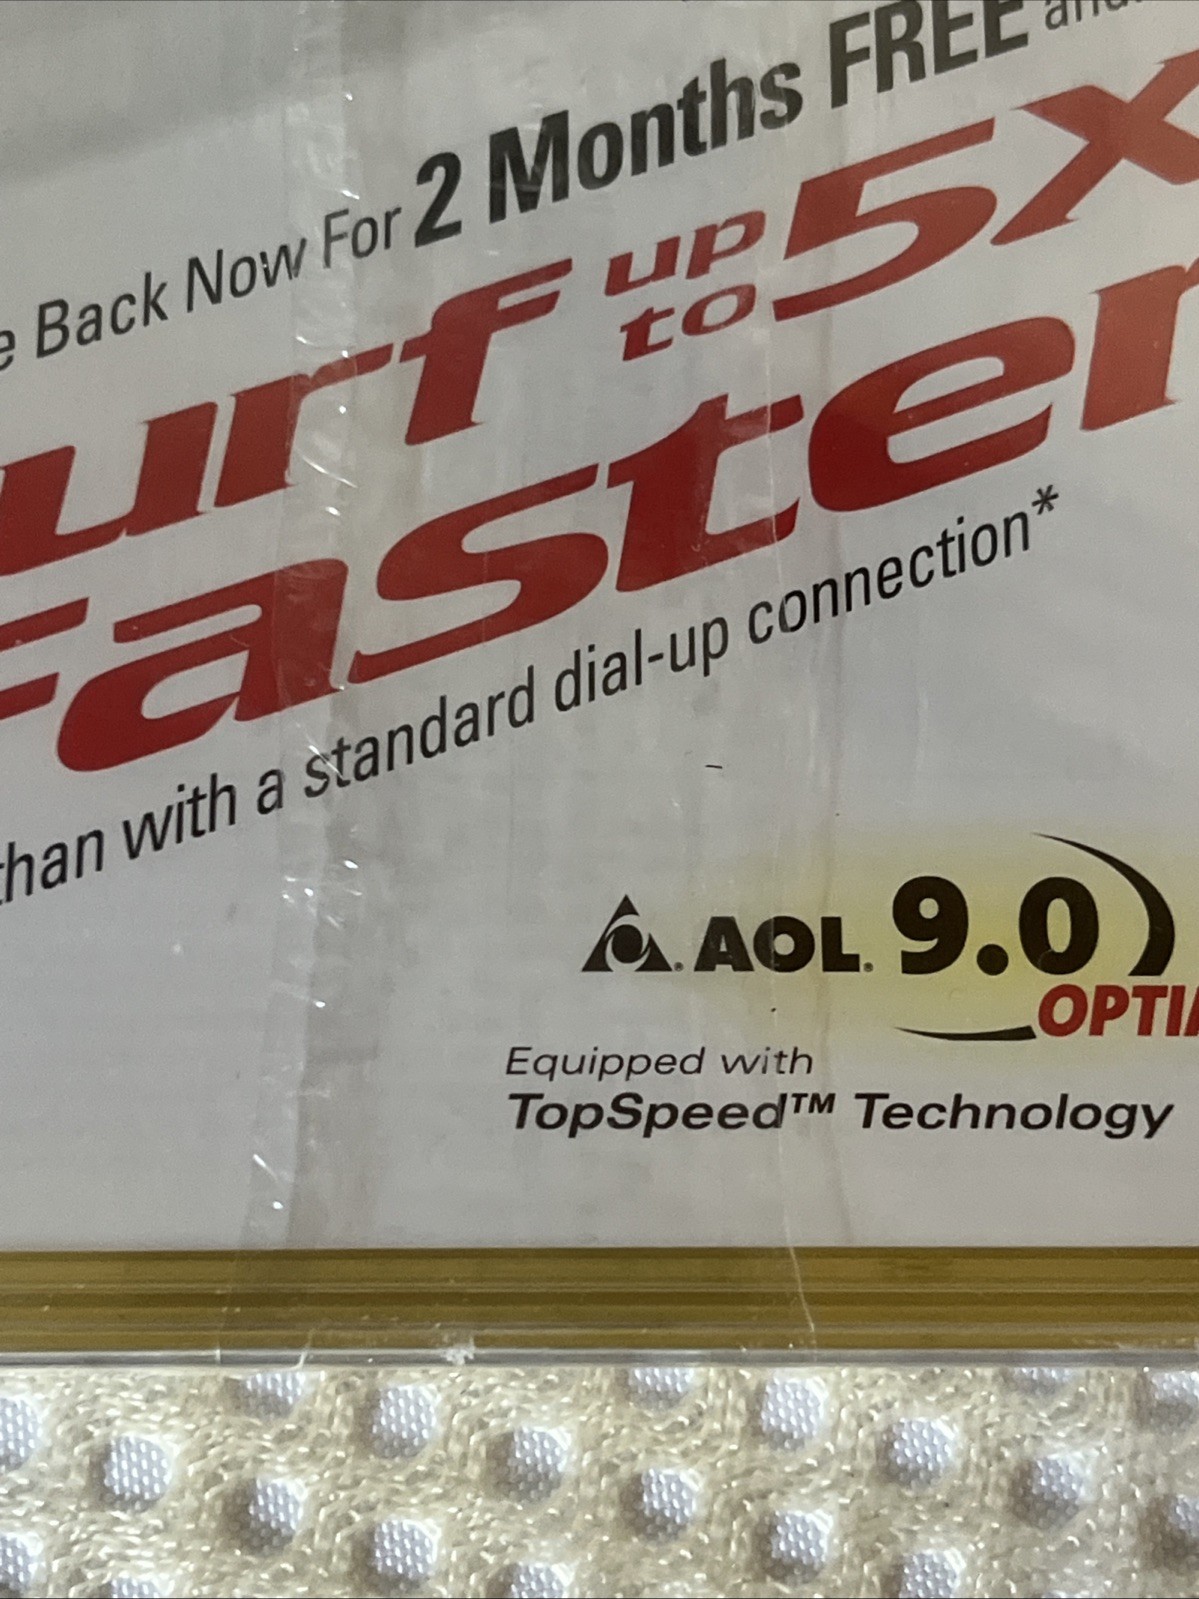 Back Now For 2 Months FREE
urf up to 5x
aster
than with a standard dial-up connection*
AOL® 9.0
OPTI
Equipped with
TopSpeed™ Technology